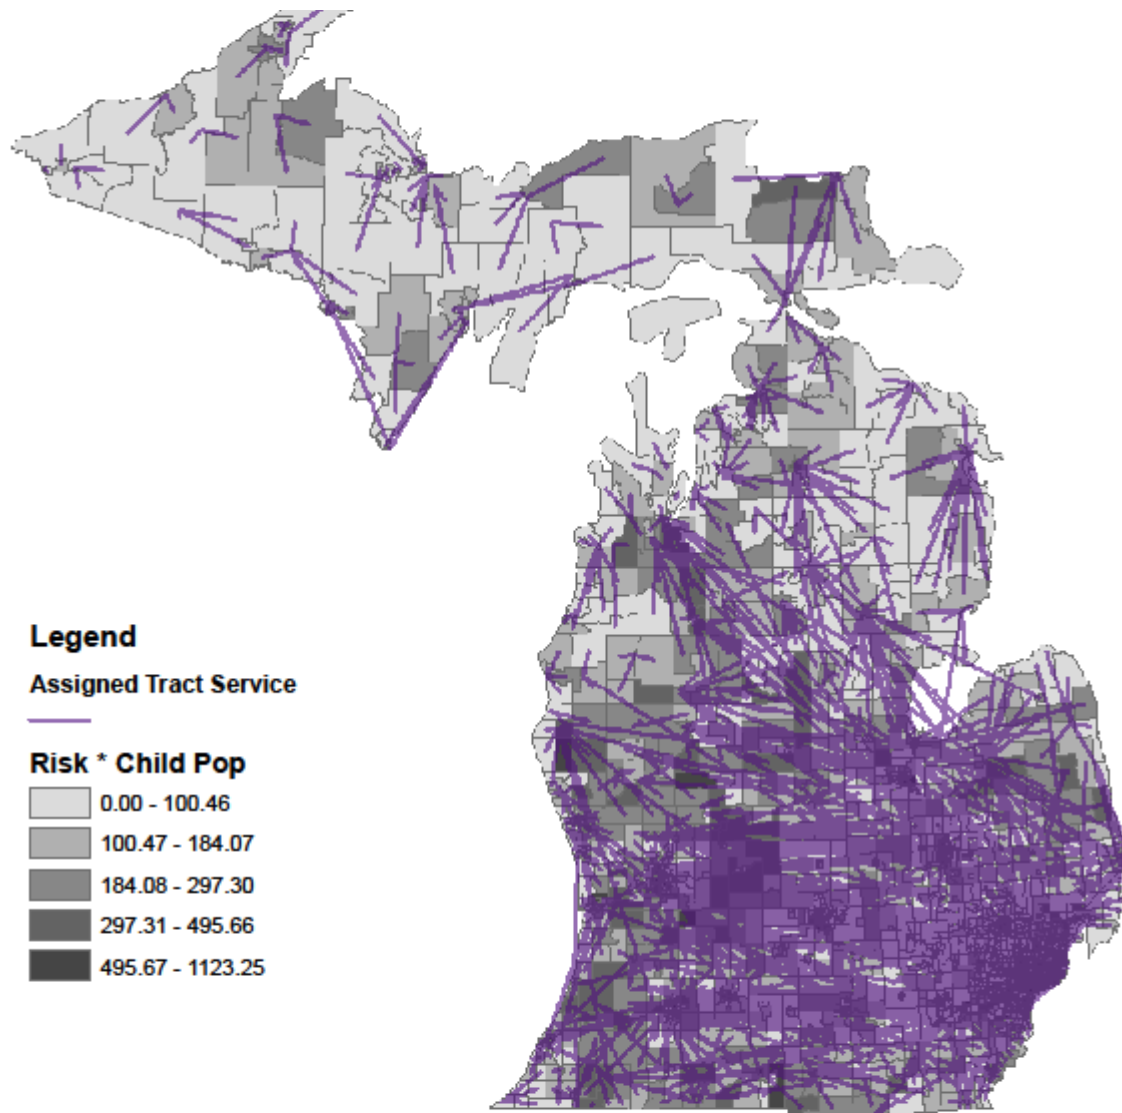 Legend
Assigned Tract Service
Risk * Child Pop
0.00 - 100.46
100.47 - 184.07
184.08 - 297.30
297.31 - 495.66
495.67 - 1123.25